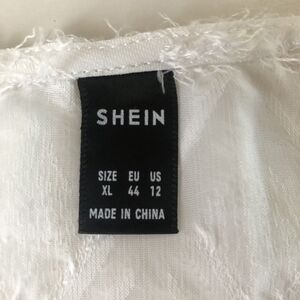 SHEIN
SIZE EU US
XL 44 12
MADE IN CHINA